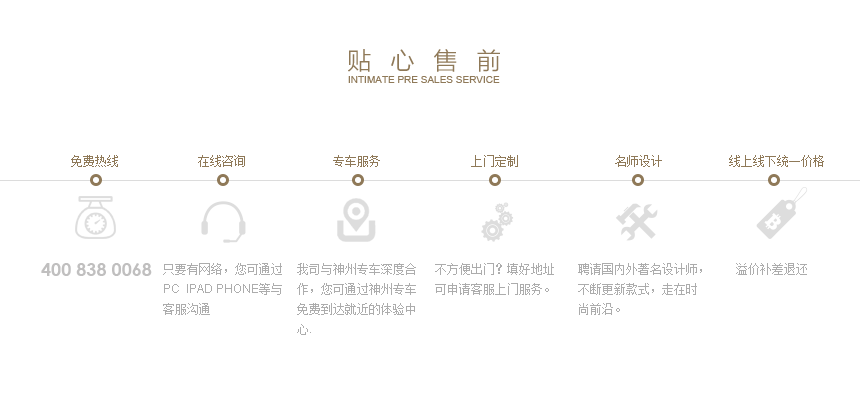 贴心售前
INTIMATE PRE SALES SERVICE
免费热线
在线咨询
专车服务
上门定制
名师设计
线上线下统一价格
400 838 0068
只要有网络，您可通过
PC IPAD PHONE等与
客服沟通
我司与神州专车深度合
作，您可通过神州专车
免费到达就近的体验中
心.
不方便出门？填好地址
可申请客服上门服务。
聘请国内外著名设计师，
不断更新款式，走在时
尚前沿。
溢价补差退还